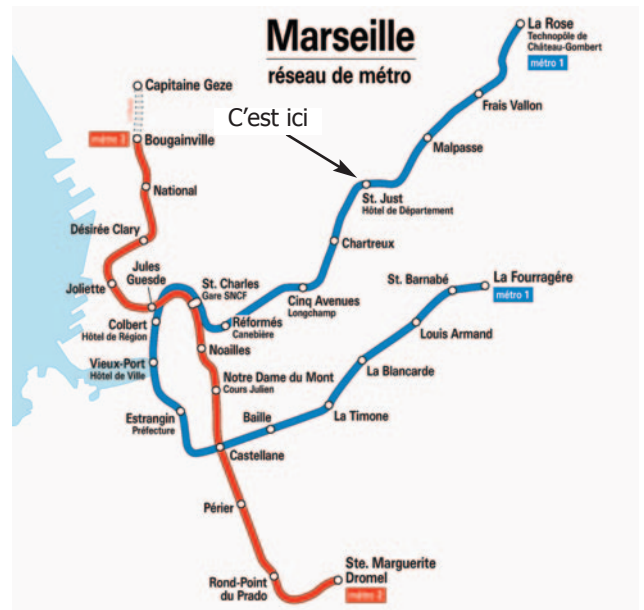 Marseille
réseau de métro
C'est ici
La Rose
Technopôle de
Château-Gombert
métro 1
Frais Vallon
Malpasse
St. Just
Hôtel de Département
Chartreux
Cinq Avenues
Longchamp
Réformés
Canebière
St. Charles
Gare SNCF
Capitaine Geze
métro 2
Bougainville
National
Désirée Clary
Joliette
Jules
Guesde
Colbert
Hôtel de Région
Vieux-Port
Hôtel de Ville
Estrangin
Préfecture
Noailles
Notre Dame du Mont
Cours Julien
Castellane
Baille
La Timone
La Blancarde
Louis Armand
St. Barnabé
La Fourragére
métro 1
Périer
Rond-Point
du Prado
Ste. Marguerite
Dromel
métro 2